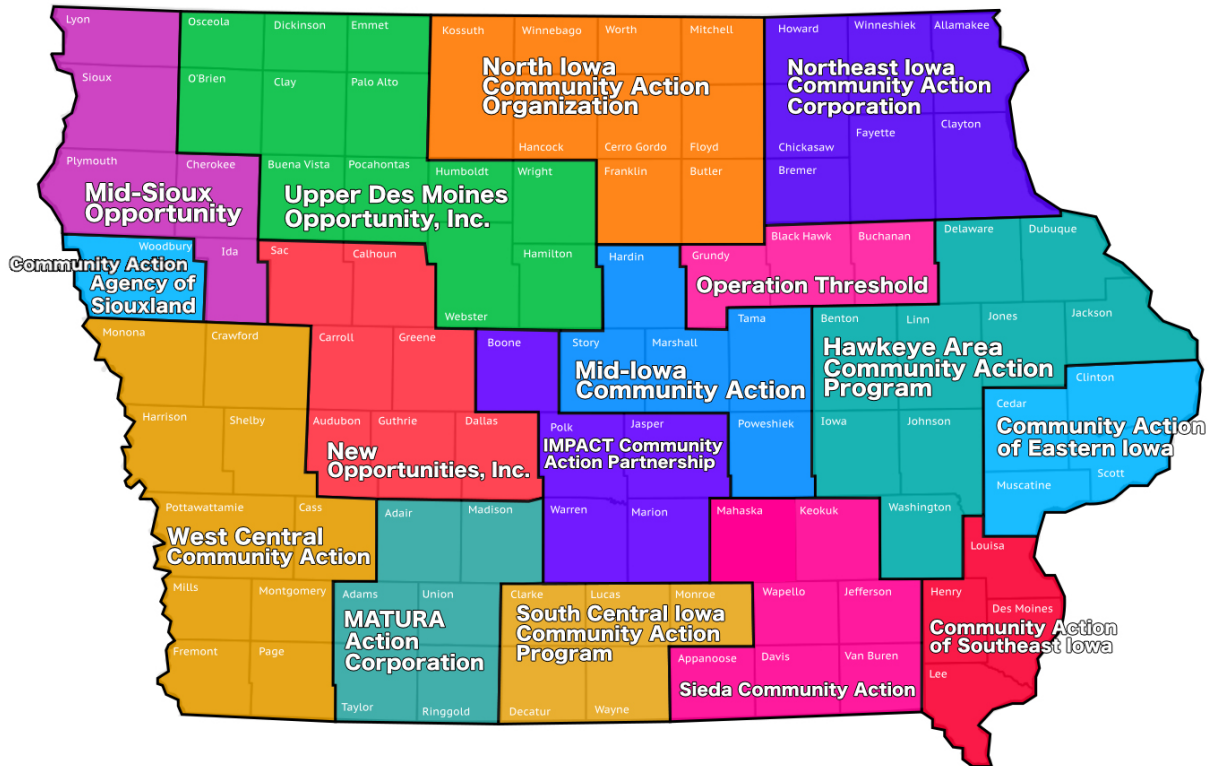 Lyon
Osceola
Dickinson
Emmet
Kossuth
Winnebago
Worth
Mitchell
Howard
Winneshiek
Allamakee
Sioux
O'Brien
Clay
Palo Alto
North Iowa
Community Action
Organization
Northeast Iowa
Community Action
Corporation
Hancock
Cerro Gordo
Floyd
Chickasaw
Fayette
Clayton
Plymouth
Cherokee
Buena Vista
Pocahontas
Humboldt
Wright
Franklin
Butler
Bremer
Mid-Sioux
Opportunity
Upper Des Moines
Opportunity, Inc.
Woodbury
Ida
Sac
Calhoun
Webster
Hamilton
Hardin
Grundy
Black Hawk
Buchanan
Delaware
Dubuque
Community Action
Agency of
Siouxland
Operation Threshold
Monona
Crawford
Carroll
Greene
Boone
Story
Marshall
Tama
Benton
Linn
Jones
Jackson
Mid-Iowa
Community Action
Hawkeye Area
Community Action
Program
Clinton
Cedar
Harrison
Shelby
Audubon
Guthrie
Dallas
Polk
Jasper
Poweshiek
Iowa
Johnson
Community Action
of Eastern Iowa
New
Opportunities, Inc.
IMPACT Community
Action Partnership
Muscatine
Scott
Pottawattamie
Cass
Adair
Madison
Warren
Marion
Mahaska
Keokuk
Washington
West Central
Community Action
Louisa
Mills
Montgomery
Adams
Union
Clarke
Lucas
Monroe
Wapello
Jefferson
Henry
Des Moines
MATURA
Action
Corporation
South Central Iowa
Community Action
Program
Community Action
of Southeast Iowa
Fremont
Page
Taylor
Ringgold
Decatur
Wayne
Appanoose
Davis
Van Buren
Lee
Sieda Community Action